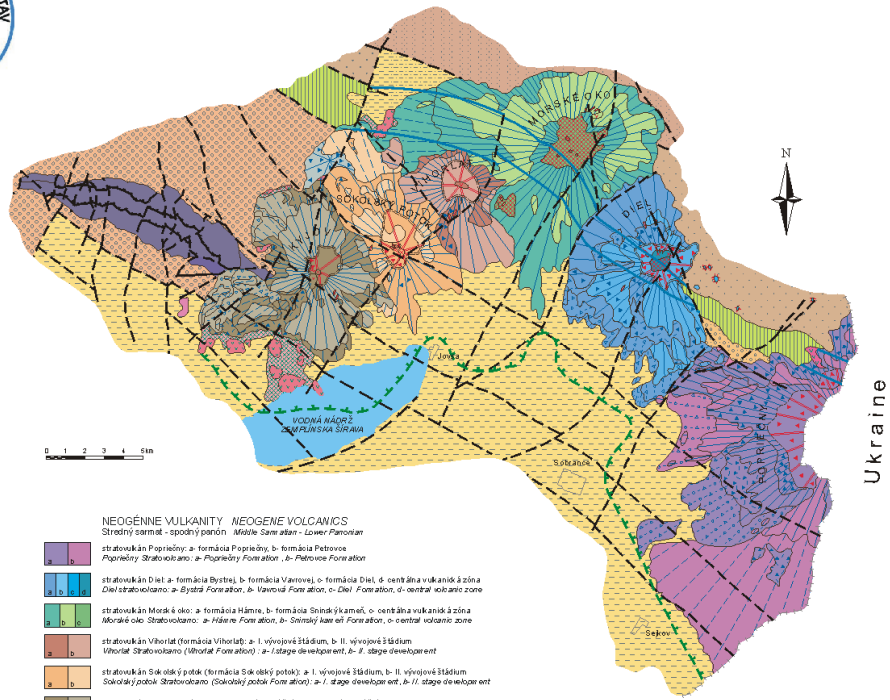 TAV
MORSKÉ OKO
VIHORLAT
SOKOLSKÝ POTOK
DIEL
N
KYJOV
Jovsa
POPRIEČNY
VODNÁ NÁDRŽ
ZEMPLÍNSKA ŠÍRAVA
Ukraine
0 1 2 3 4 5km
Sobrance
Sejkov
NEOGÉNNE VULKANITY NEOGENE VOLCANICS
Stredný sarmat - spodný panón Middle Sarmatian - Lower Pannonian
a b
stratovulkán Popriečny: a- formácia Popriečny, b- formácia Petrovce
Popriečny Stratovolcano: a- Popriečny Formation , b- Petrovce Formation
a b c d
stratovulkán Diel: a- formácia Bystrej, b- formácia Vavrovej, c- formácia Diel, d- centrálna vulkanická zóna
Diel stratovolcano: a- Bystrá Formation, b- Vavrová Formation, c- Diel Formation, d- central volcanic zone
a b c
stratovulkán Morské oko: a- formácia Hámre, b- formácia Sninský kameň, c- centrálna vulkanická zóna
Morské oko Stratovolcano: a- Hámre Formation, b- Sninský kameň Formation, c- central volcanic zone
a b
stratovulkán Vihorlat (formácia Vihorlat): a- I. vývojové štádium, b- II. vývojové štádium
Vihorlat Stratovolcano (Vihorlat Formation) : a- I.stage development, b- II. stage development
a b
stratovulkán Sokolský potok (formácia Sokolský potok): a- I. vývojové štádium, b- II. vývojové štádium
Sokolský potok Stratovolcano (Sokolský potok Formation): a- I. stage development, b- II. stage development